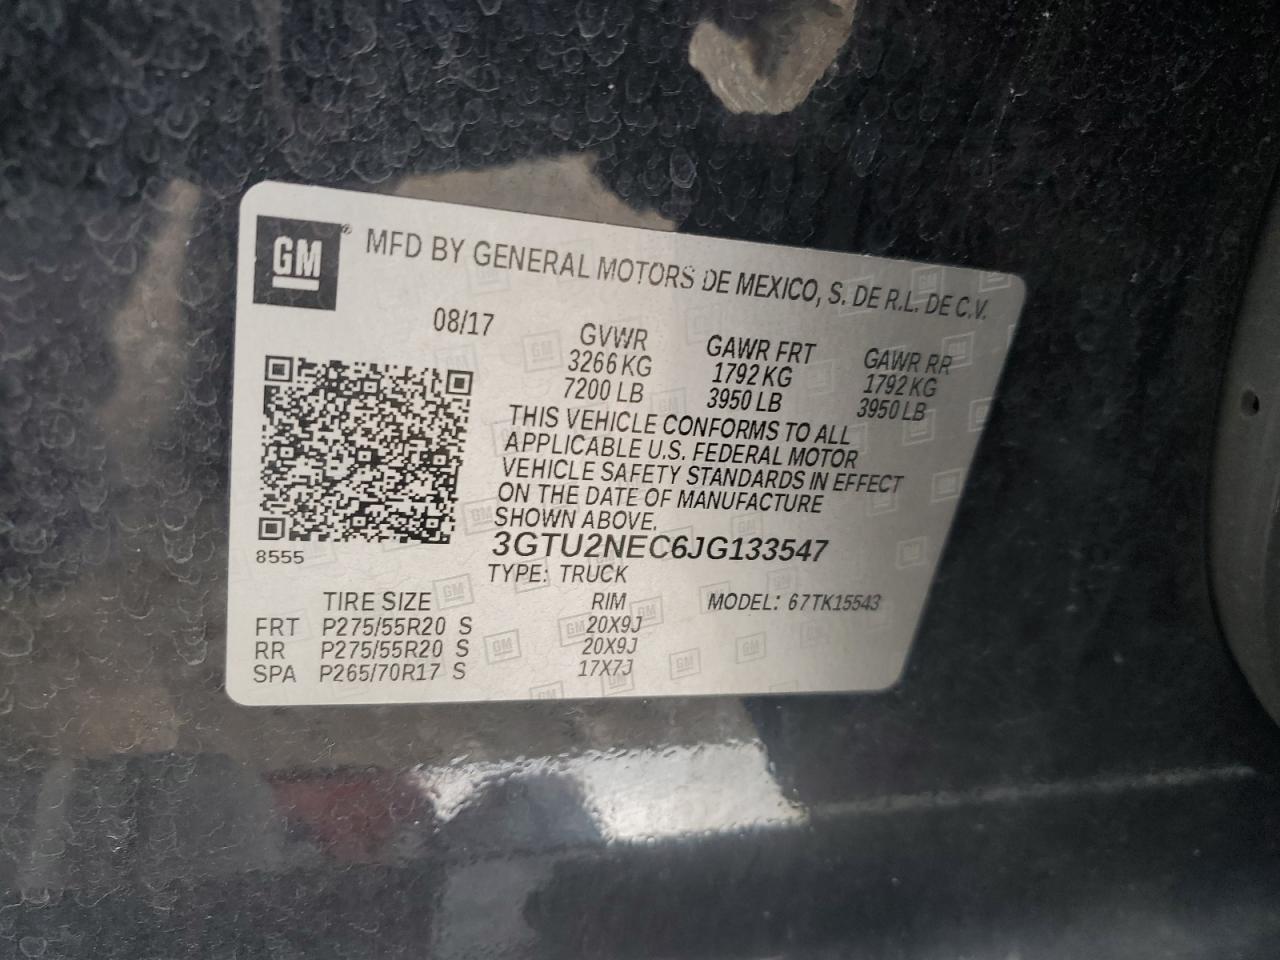 GM® MFD BY GENERAL MOTORS DE MEXICO, S. DE R.L. DE C.V.
08/17
GVWR GAWR FRT GAWR RR
3266 KG 1792 KG 1792 KG
7200 LB 3950 LB 3950 LB
THIS VEHICLE CONFORMS TO ALL
APPLICABLE U.S. FEDERAL MOTOR
VEHICLE SAFETY STANDARDS IN EFFECT
ON THE DATE OF MANUFACTURE
SHOWN ABOVE.
8555
3GTU2NEC6JG133547
TYPE: TRUCK
TIRE SIZE RIM MODEL: 67TK15543
FRT P275/55R20 S 20X9J
RR P275/55R20 S 20X9J
SPA P265/70R17 S 17X7J